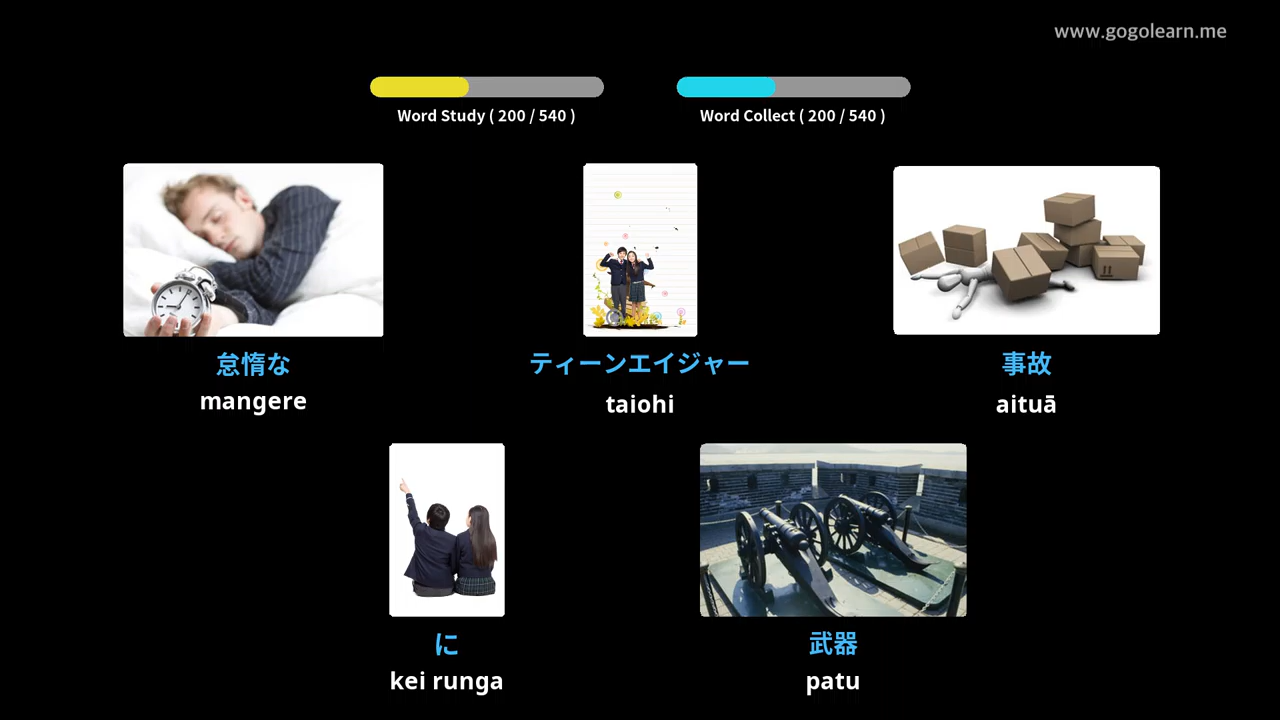 www.gogolearn.me
Word Study ( 200 / 540 )
Word Collect ( 200 / 540 )
怠惰な
mangere
ティーンエイジャー
taiohi
事故
aituā
に
kei runga
武器
patu